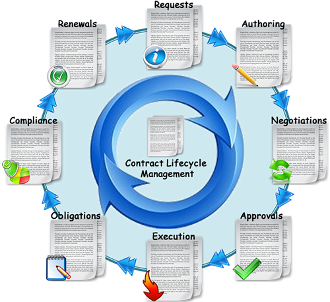 Requests
Renewals
Authoring
Compliance
Negotiations
Contract Lifecycle
Management
Obligations
Approvals
Execution